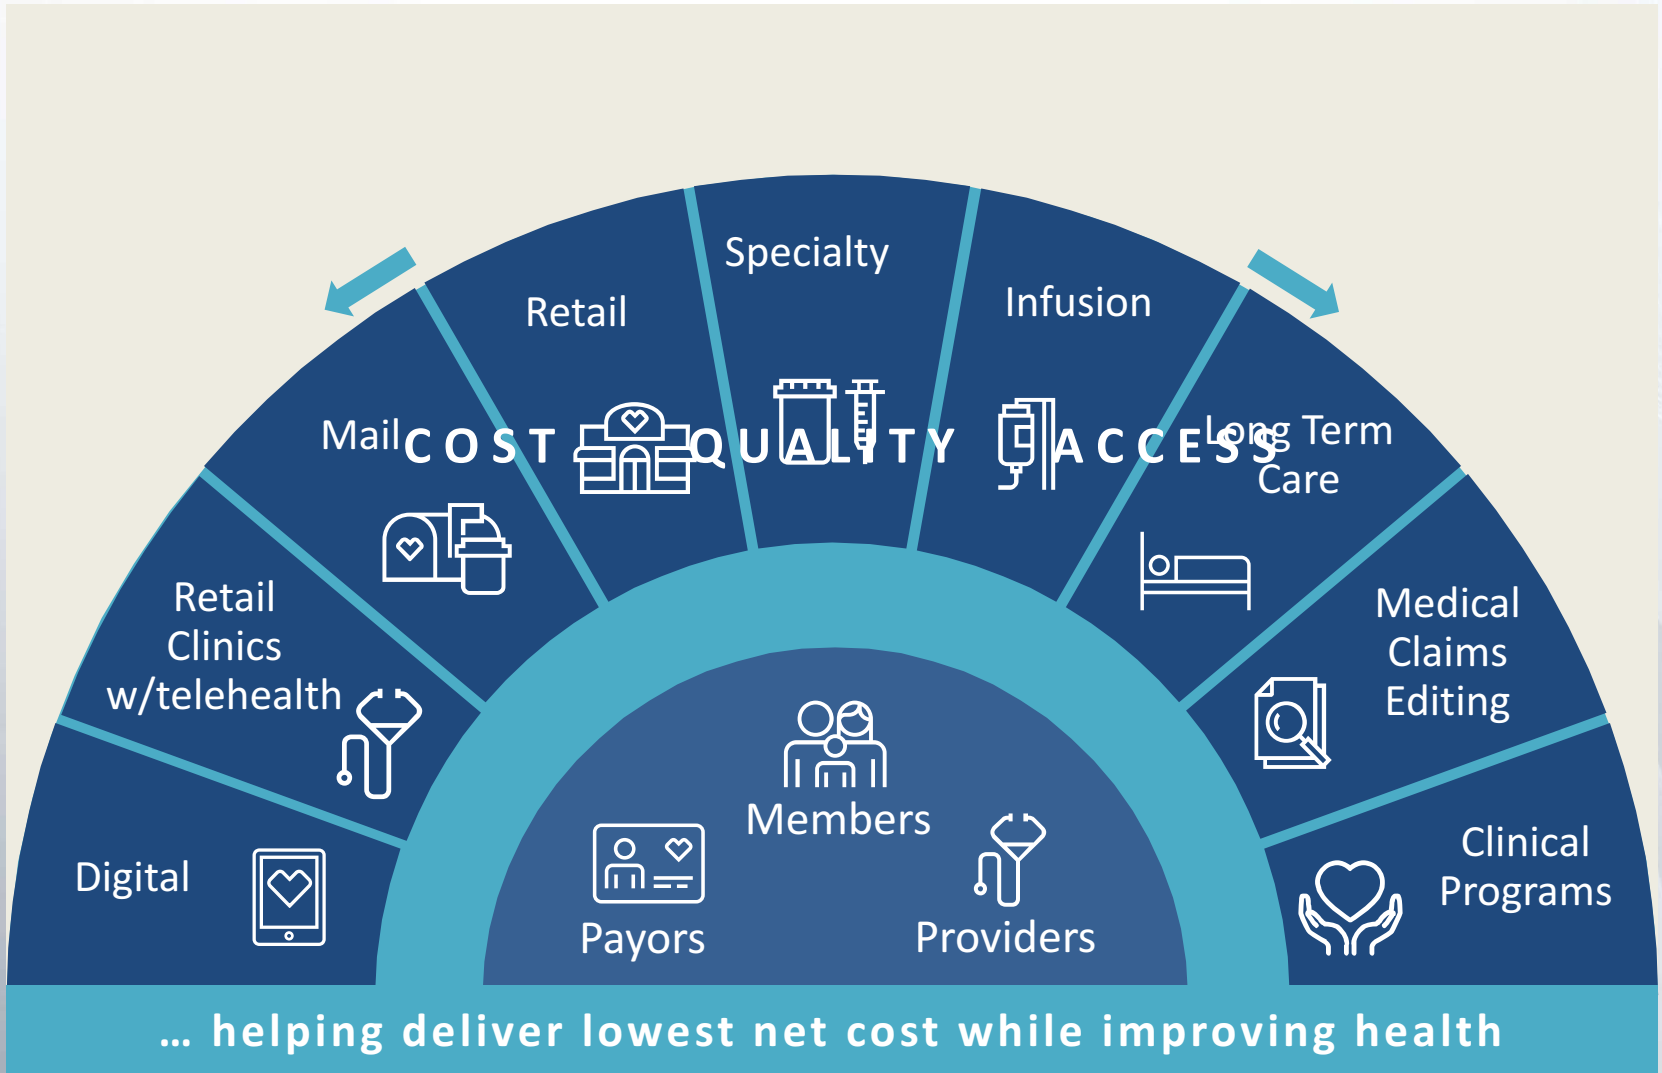 Specialty
Retail
Infusion
Mail
COST QUALITY ACCESS
Long Term
Care
Retail
Clinics
w/telehealth
Medical
Claims
Editing
Digital
Clinical
Programs
Members
Payors
Providers
... helping deliver lowest net cost while improving health